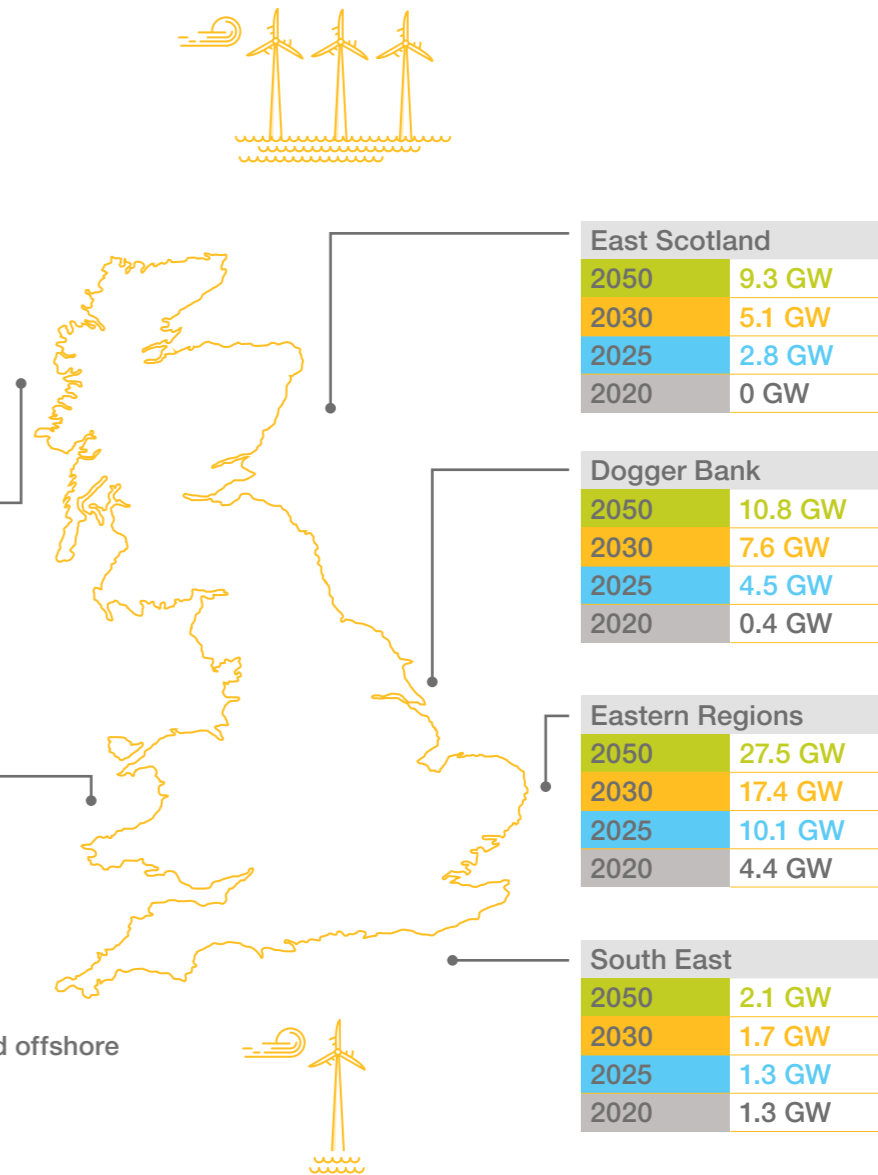 East Scotland
2050 9.3 GW
2030 5.1 GW
2025 2.8 GW
2020 0 GW
Dogger Bank
2050 10.8 GW
2030 7.6 GW
2025 4.5 GW
2020 0.4 GW
Eastern Regions
2050 27.5 GW
2030 17.4 GW
2025 10.1 GW
2020 4.4 GW
South East
2050 2.1 GW
2030 1.7 GW
2025 1.3 GW
2020 1.3 GW
offshore